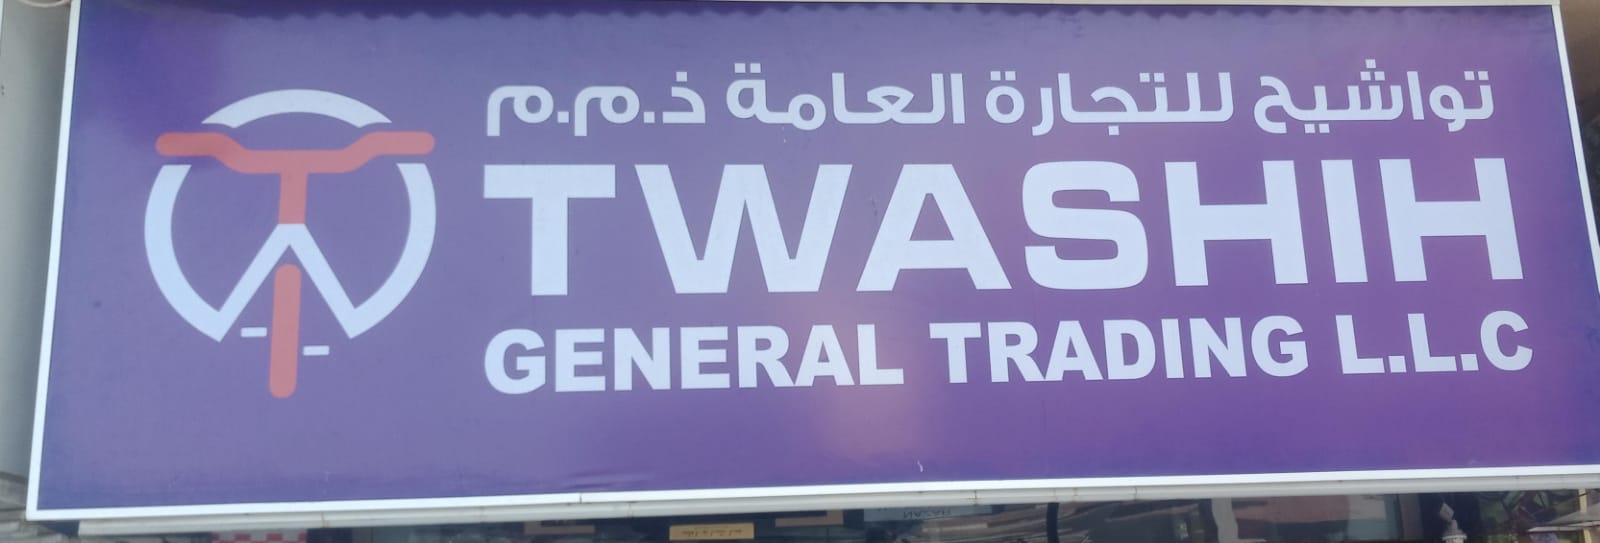 تواشيح للتجارة العامة ذ.م.م
TWASHIH
GENERAL TRADING L.L.C